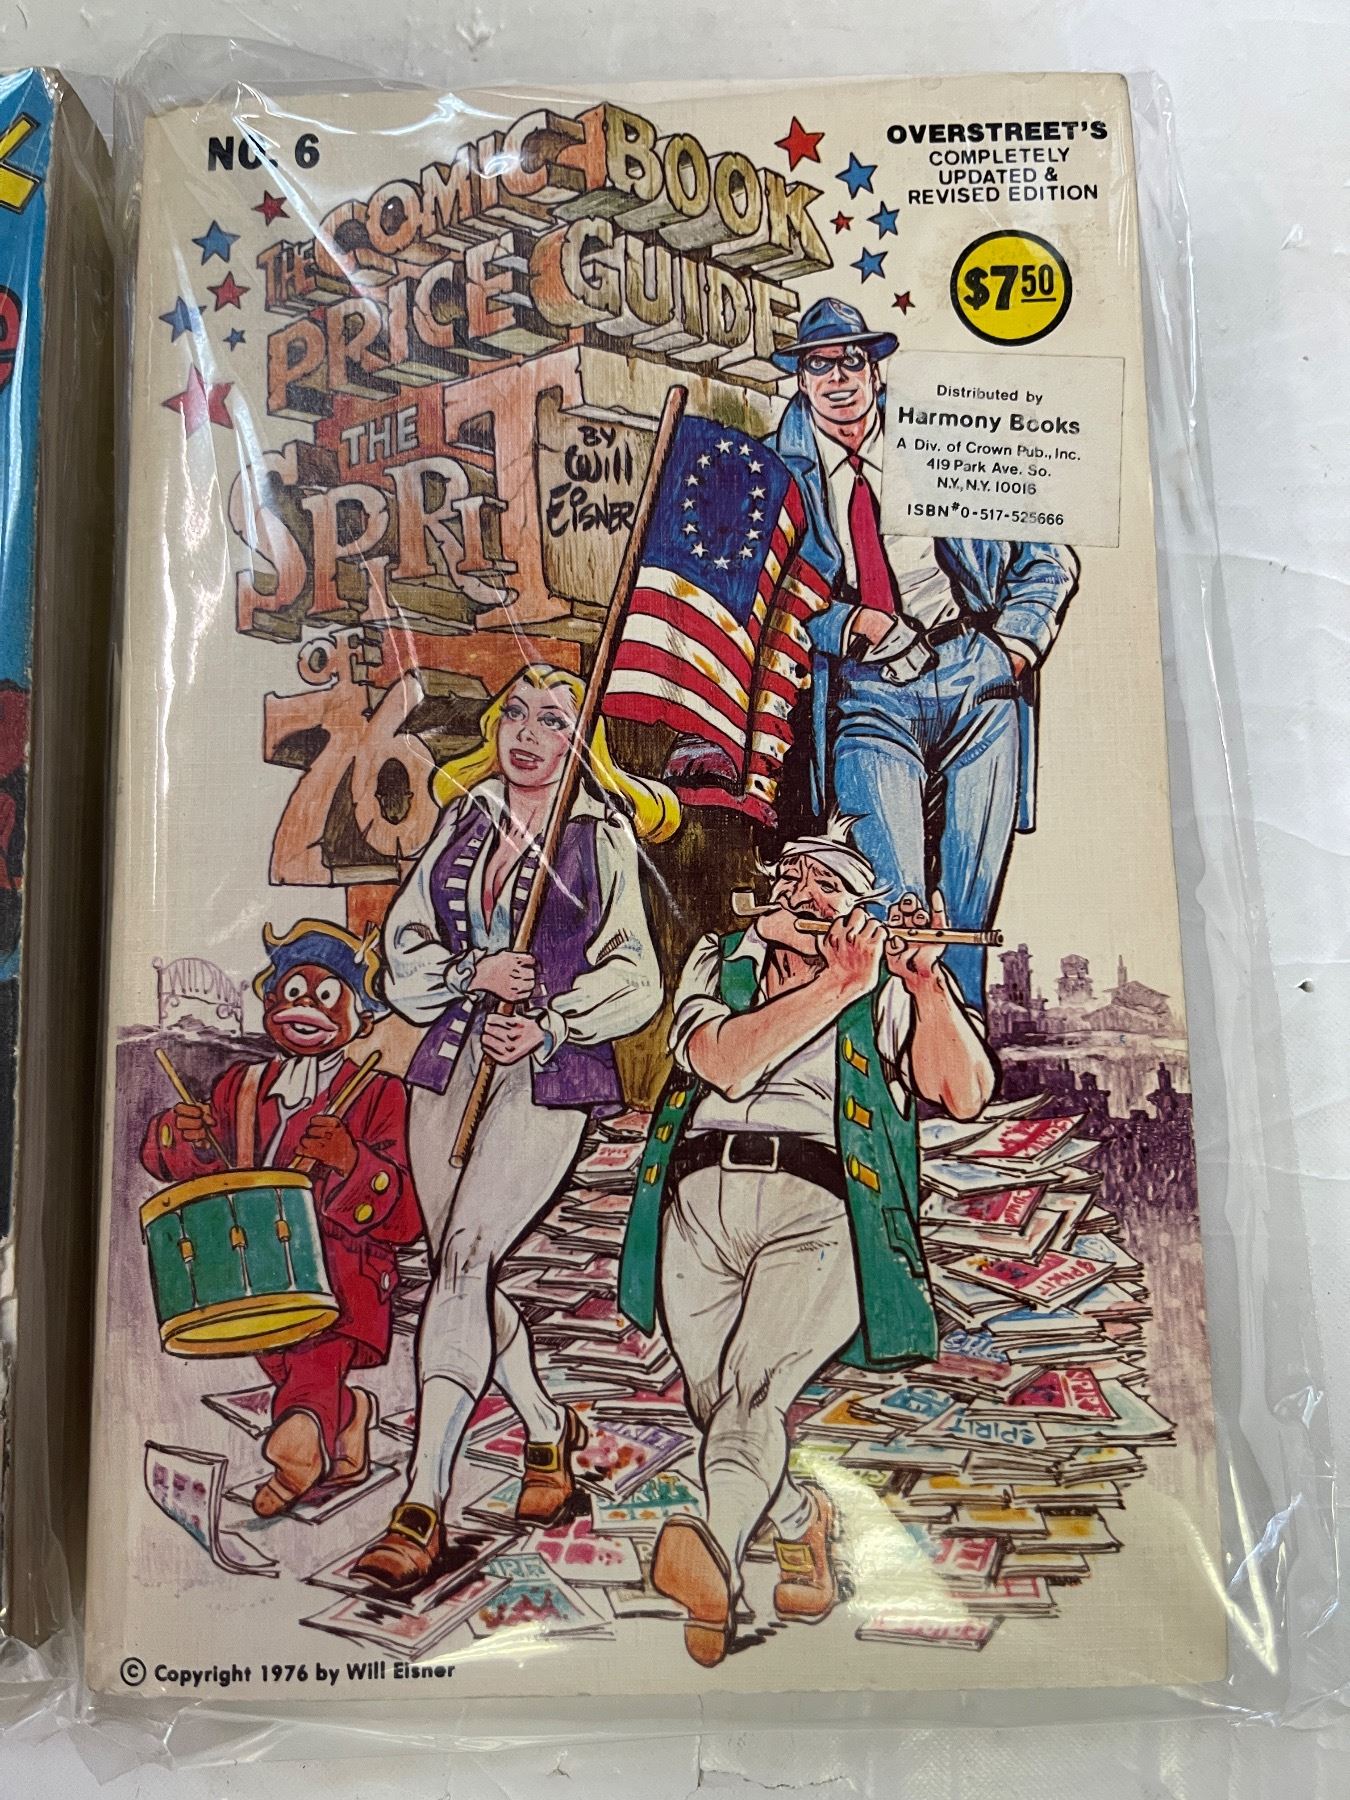 NO. 6
THE COMIC BOOK
PRICE GUIDE
OVERSTREET'S
COMPLETELY
UPDATED &
REVISED EDITION
$7.50
Distributed by
Harmony Books
A Div. of Crown Pub., Inc.
419 Park Ave. So.
N.Y., N.Y. 10016
ISBN#0-517-525666
THE
SPIRIT
OF
76
BY
Will
EisNER
WILDW
SPIRIT
SPIRIT
© Copyright 1976 by Will Eisner